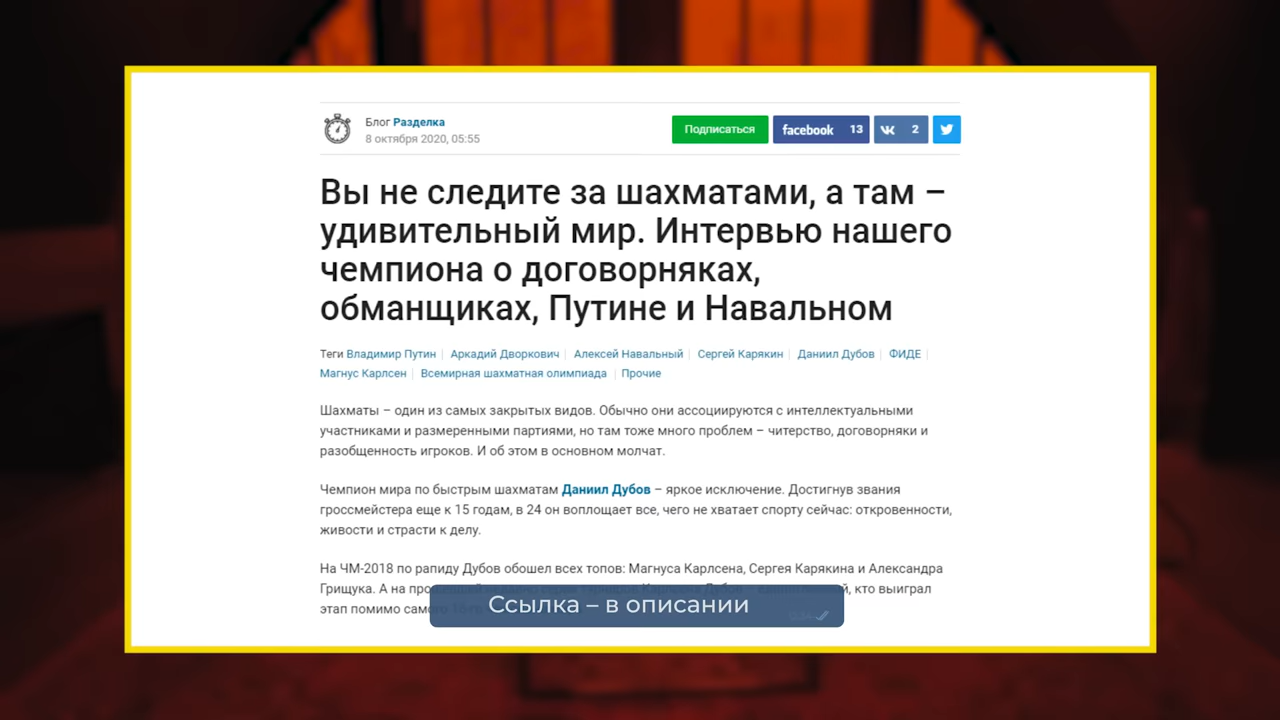 Блог Разделка
8 октября 2020, 05:55
Подписаться
facebook 13
2
Вы не следите за шахматами, а там –
удивительный мир. Интервью нашего
чемпиона о договорняках,
обманщиках, Путине и Навальном
Теги Владимир Путин Аркадий Дворкович Алексей Навальный Сергей Карякин Даниил Дубов ФИДЕ
Магнус Карлсен Всемирная шахматная олимпиада Прочие
Шахматы – один из самых закрытых видов. Обычно они ассоциируются с интеллектуальными
участниками и размеренными партиями, но там тоже много проблем – читерство, договорняки и
разобщенность игроков. И об этом в основном молчат.
Чемпион мира по быстрым шахматам Даниил Дубов – яркое исключение. Достигнув звания
гроссмейстера еще к 15 годам, в 24 он воплощает все, чего не хватает спорту сейчас: откровенности,
живости и страсти к делу.
На ЧМ-2018 по рапиду Дубов обошел всех топов: Магнуса Карлсена, Сергея Карякина и Александра
Грищука. А на кто выиграл
этап помимо
Ссылка – в описании